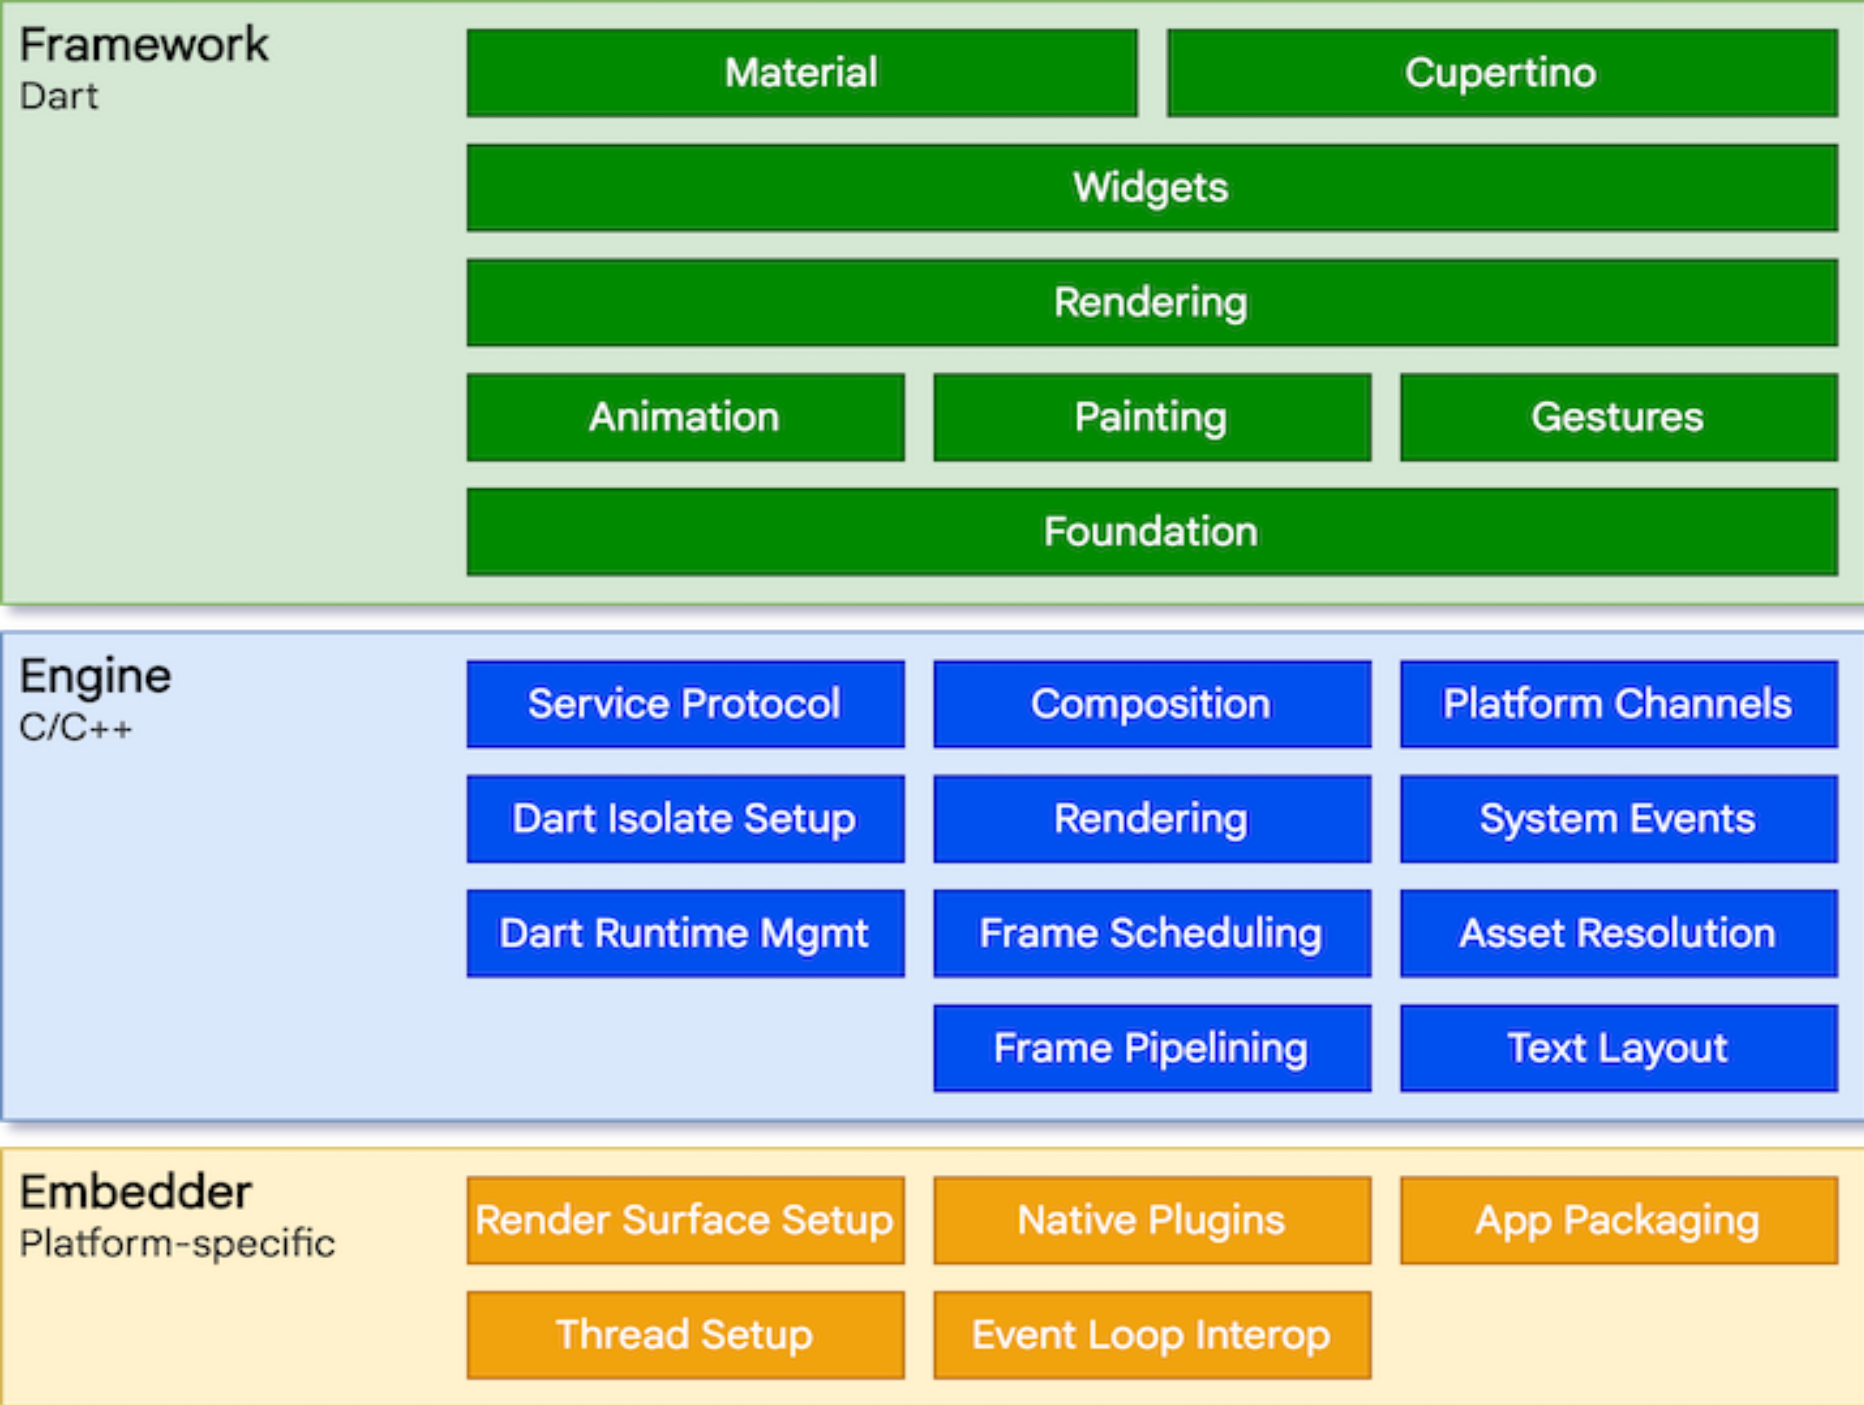 Framework
Dart
Material
Cupertino
Widgets
Rendering
Animation
Painting
Gestures
Foundation
Engine
C/C++
Service Protocol
Composition
Platform Channels
Dart Isolate Setup
Rendering
System Events
Dart Runtime Mgmt
Frame Scheduling
Asset Resolution
Frame Pipelining
Text Layout
Embedder
Platform-specific
Render Surface Setup
Native Plugins
App Packaging
Thread Setup
Event Loop Interop